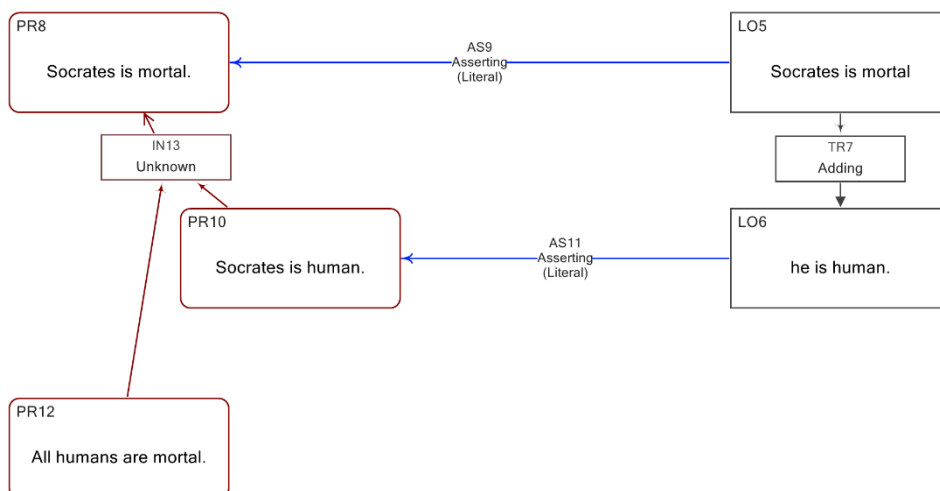 PR8
Socrates is mortal.
AS9
Asserting
(Literal)
LO5
Socrates is mortal
IN13
Unknown
TR7
Adding
PR10
Socrates is human.
AS11
Asserting
(Literal)
LO6
he is human.
PR12
All humans are mortal.